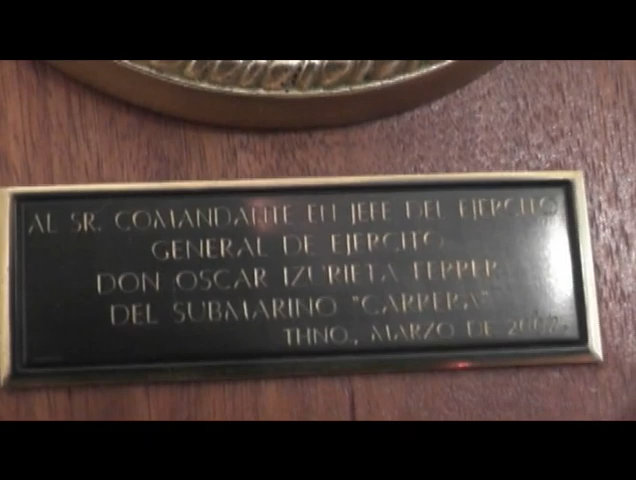 AL SR. COMANDANTE EN JEFE DEL EJERCITO
GENERAL DE EJERCITO
DON OSCAR IZURIETA FERRER
DEL SUBMARINO "CARRERA"
THNO, MARZO DE